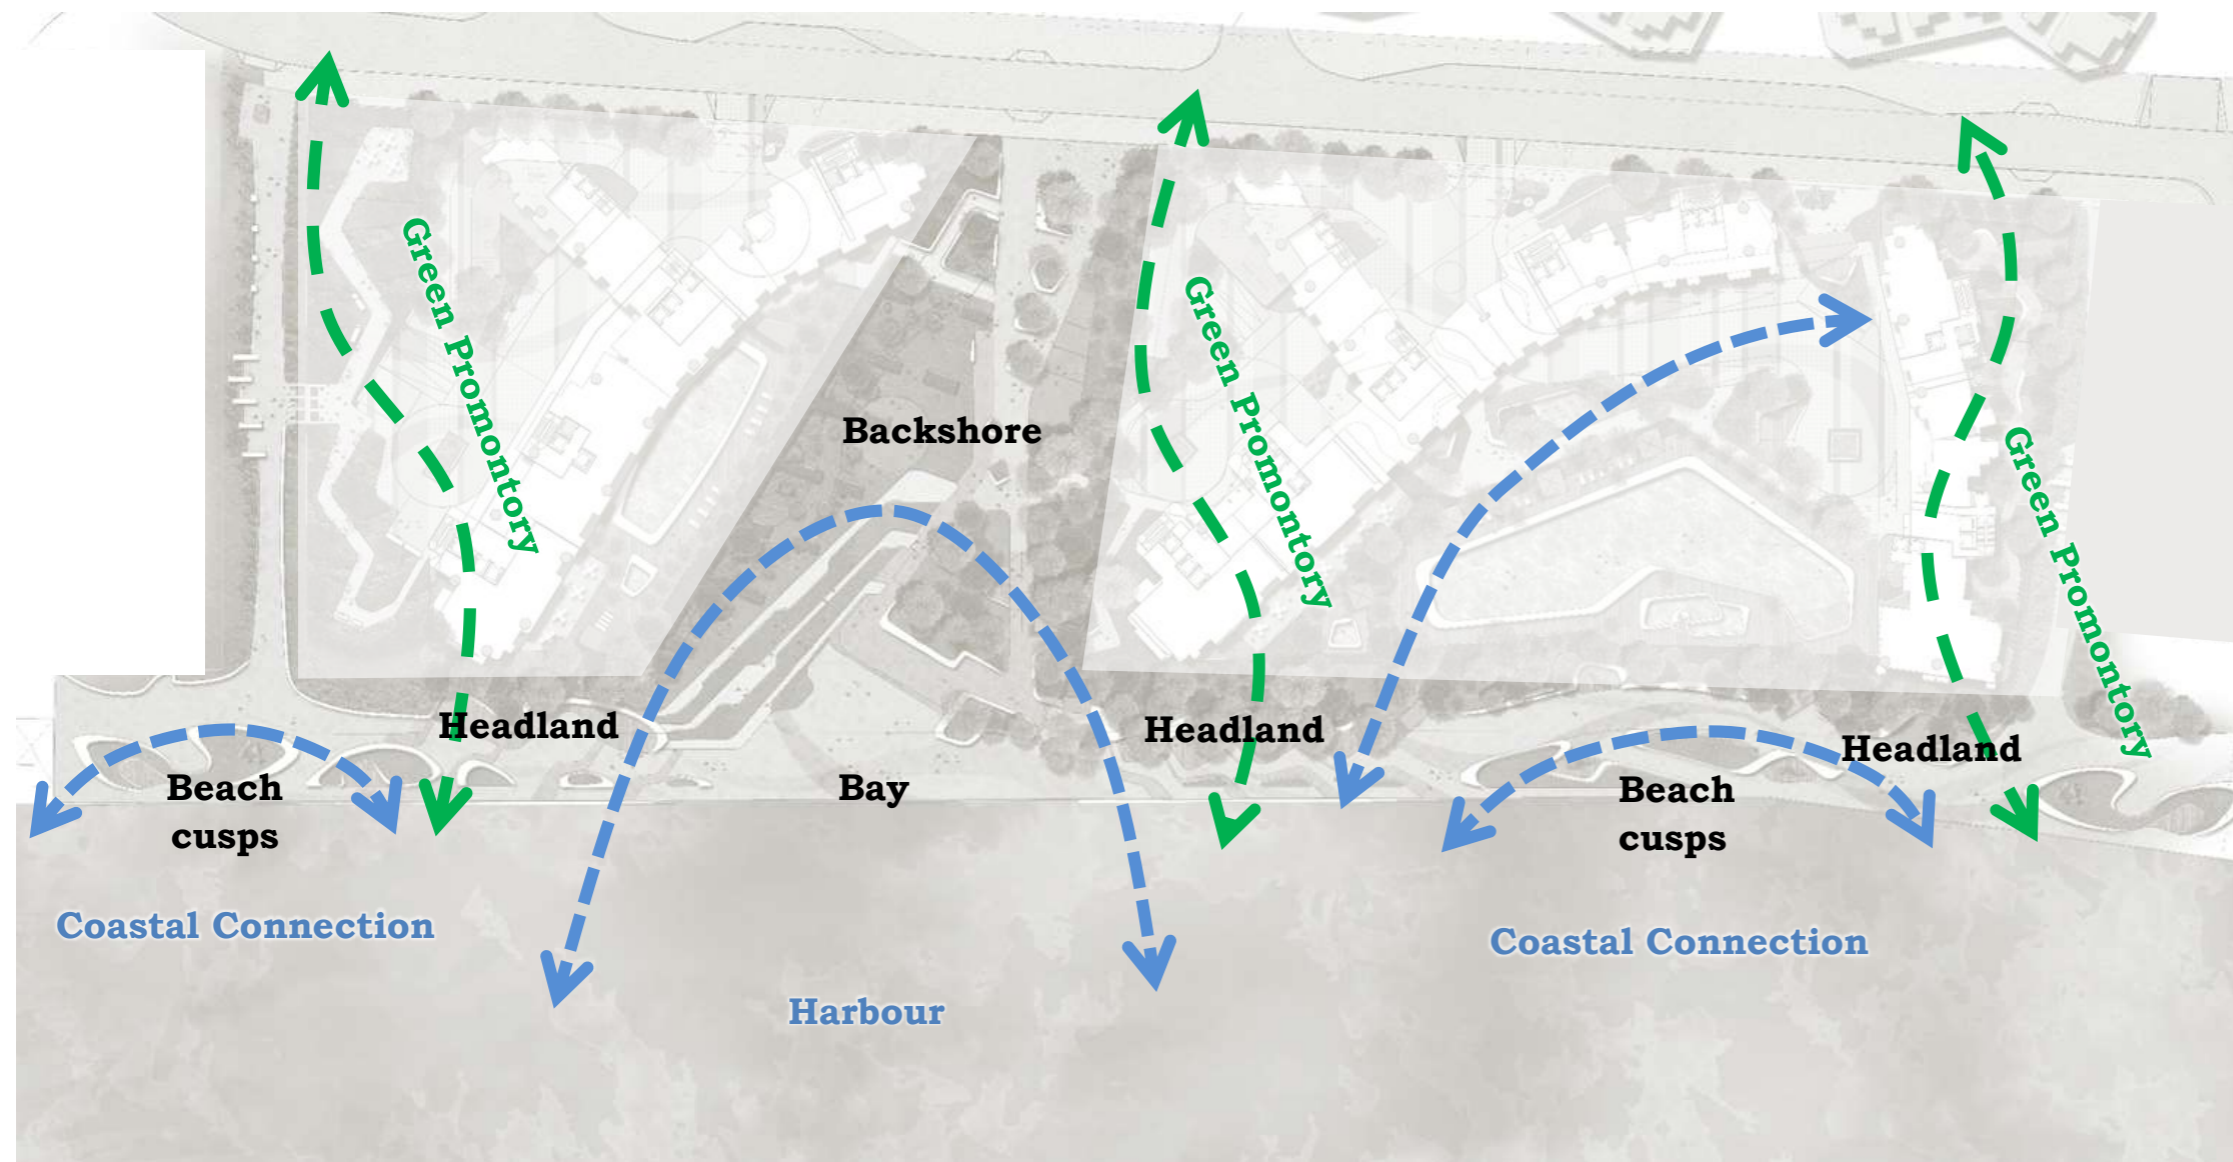 Green Promontory
Green Promontory
Green Promontory
Backshore
Headland
Headland
Headland
Beach
cusps
Bay
Beach
cusps
Coastal Connection
Coastal Connection
Harbour